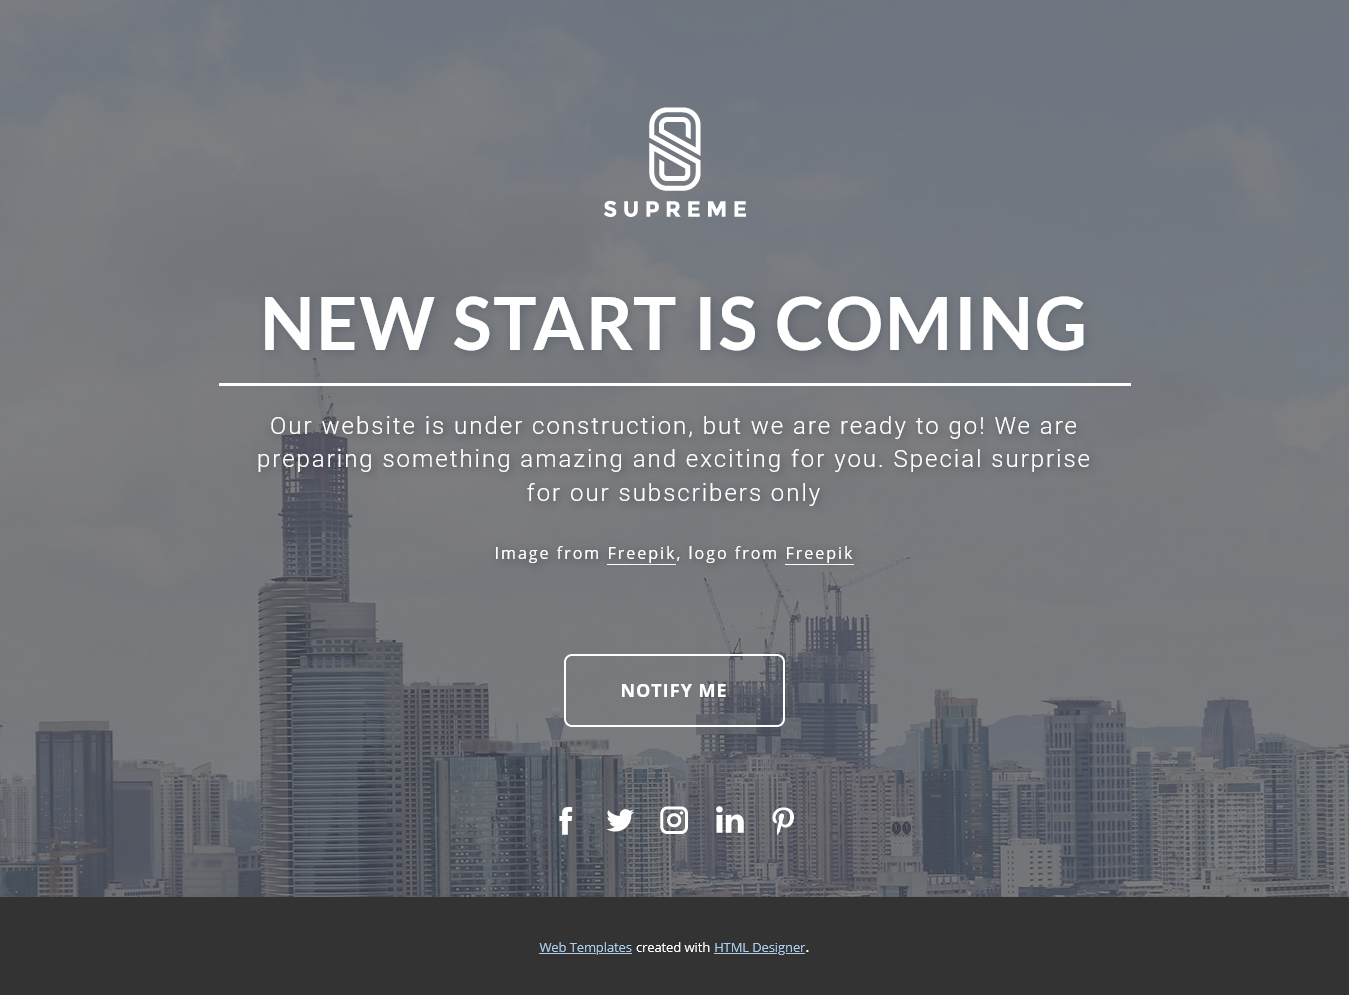 SUPREME
NEW START IS COMING
Our website is under construction, but we are ready to go! We are
preparing something amazing and exciting for you. Special surprise
for our subscribers only
Image from Freepik, logo from Freepik
NOTIFY ME
Web Templates created with HTML Designer.